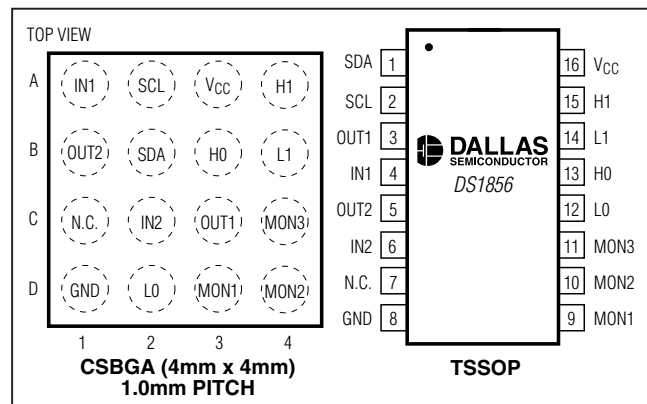 TOP VIEW
A IN1 SCL VCC H1
B OUT2 SDA H0 L1
C N.C. IN2 OUT1 MON3
D GND L0 MON1 MON2
1 2 3 4
CSBGA (4mm x 4mm)
1.0mm PITCH
SDA 1 16 VCC
SCL 2 15 H1
OUT1 3 14 L1
DALLAS
SEMICONDUCTOR
DS1856
IN1 4 13 H0
OUT2 5 12 L0
IN2 6 11 MON3
N.C. 7 10 MON2
GND 8 9 MON1
TSSOP